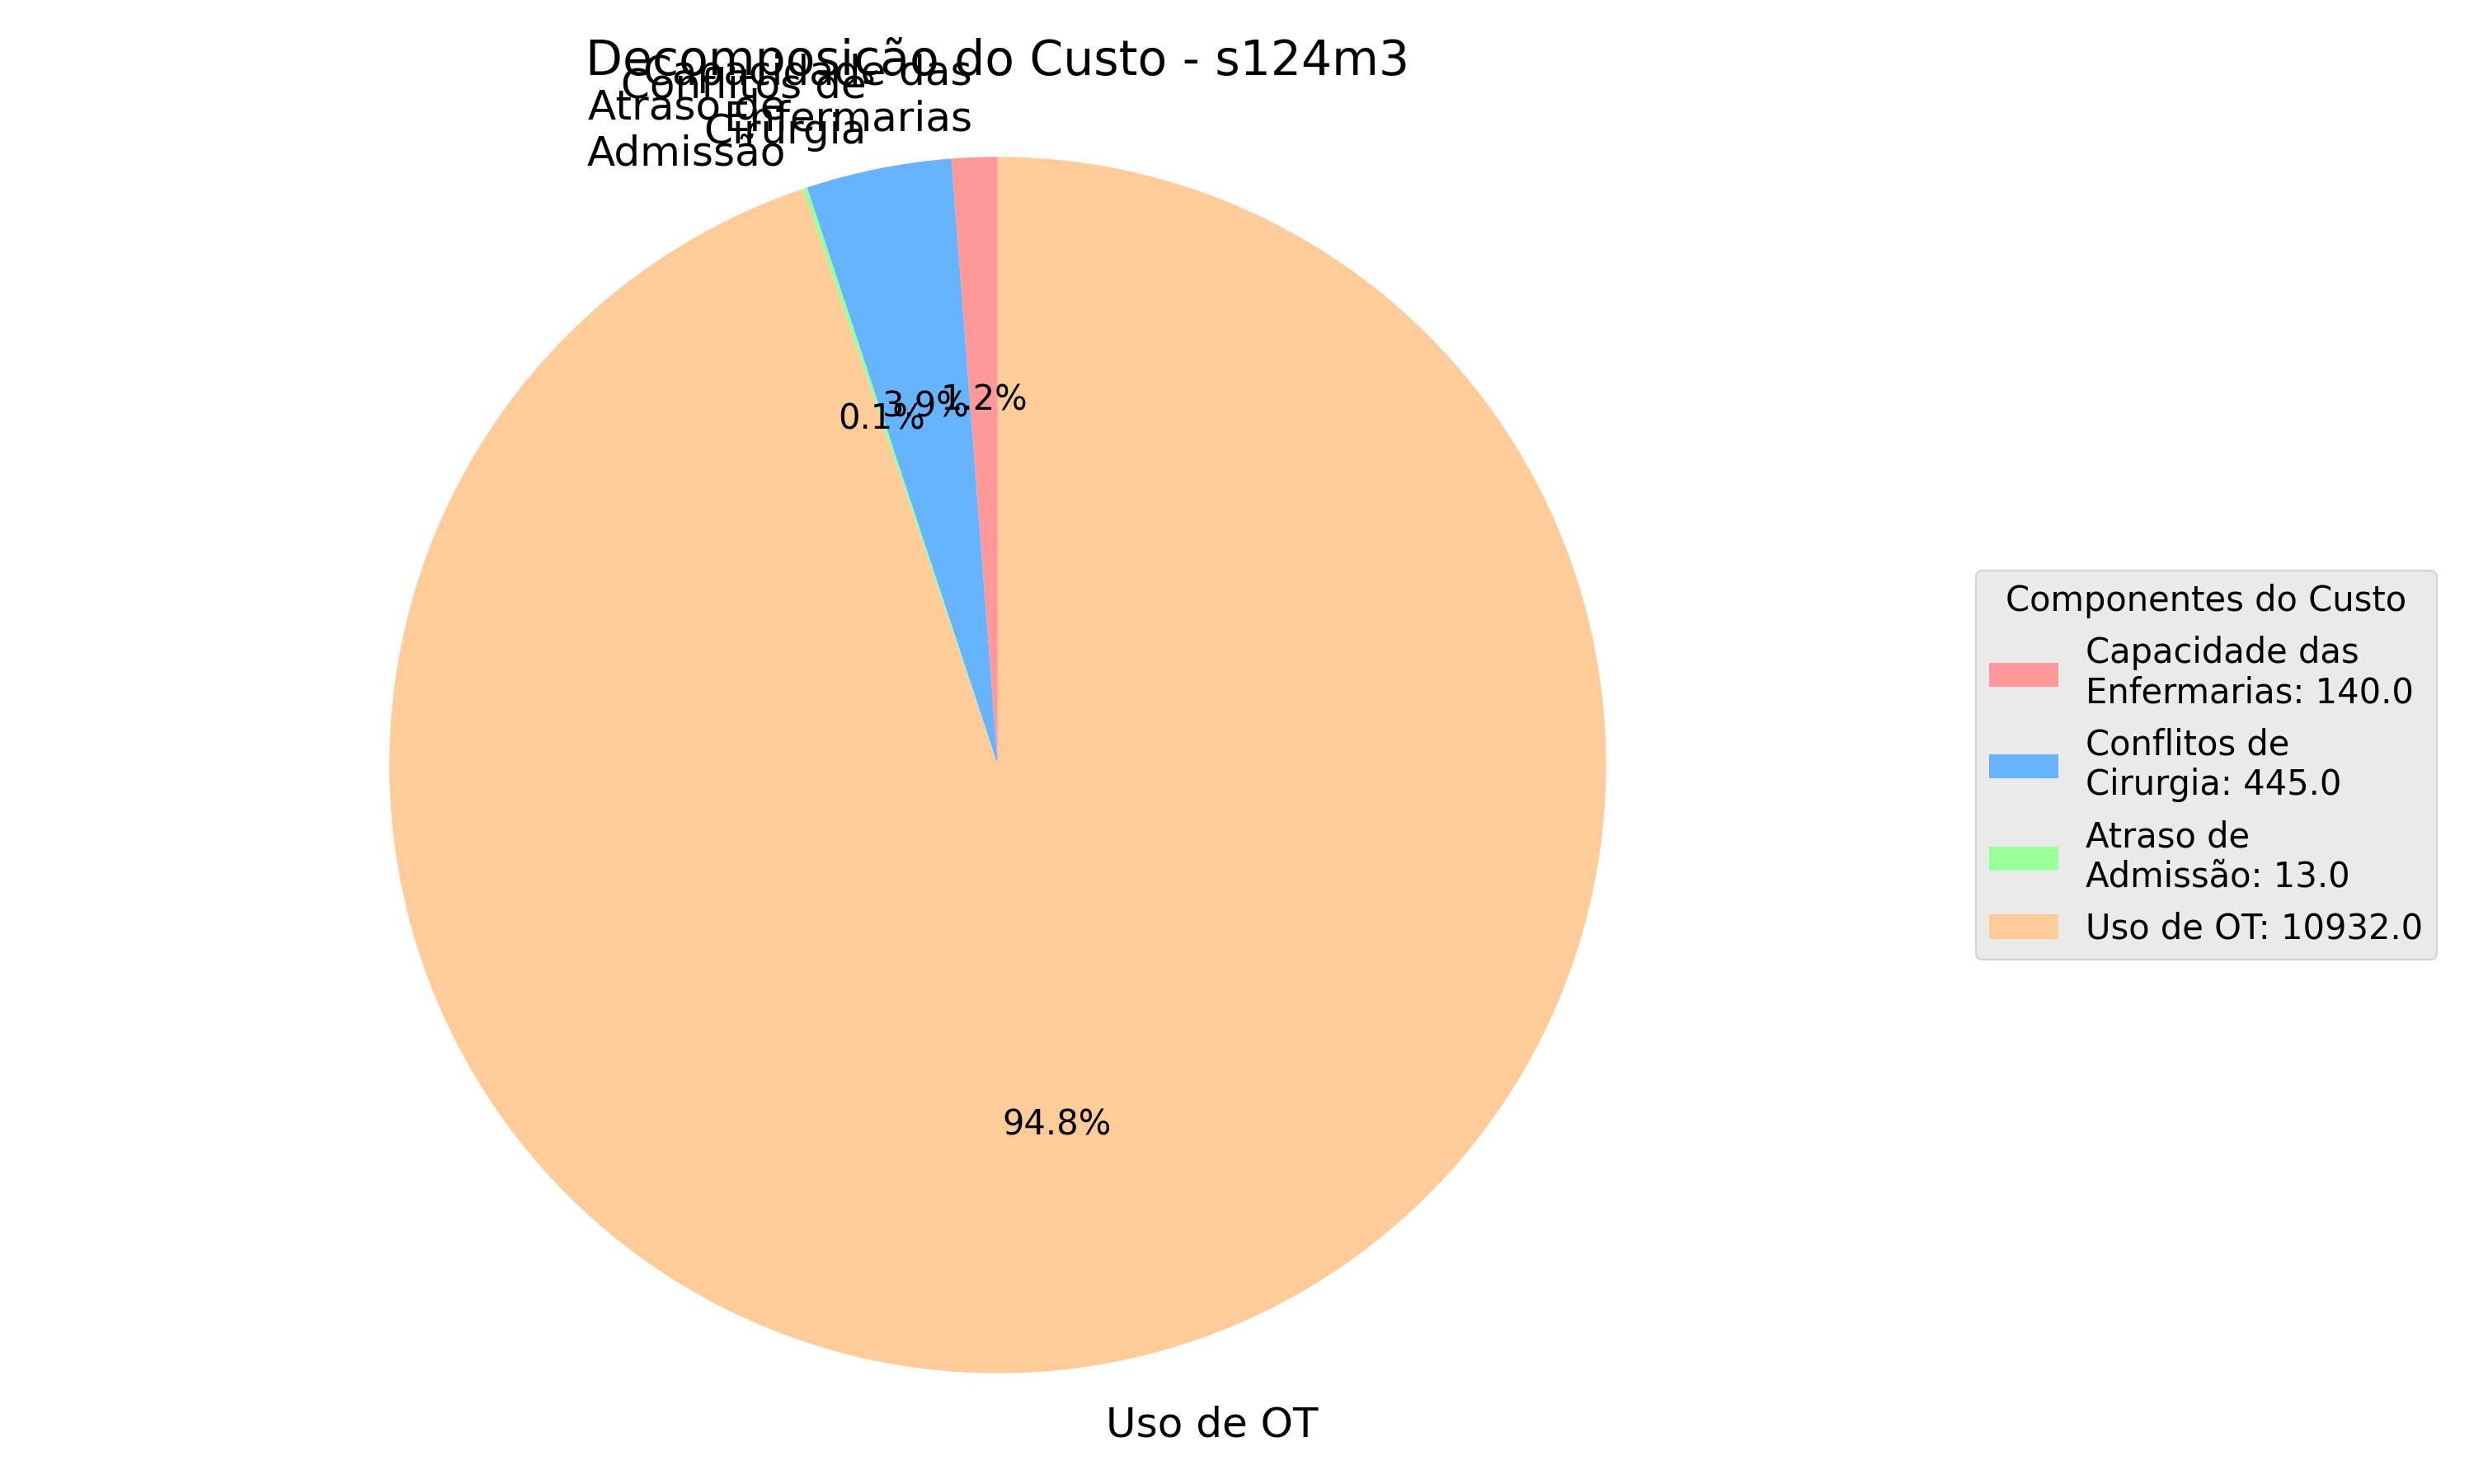 Decomposição do Custo - s124m3
Capacidade das
Enfermarias
Conflitos de
Cirurgia
Atraso de
Admissão
0.1%
3.9%
1.2%
94.8%
Uso de OT
Componentes do Custo
Capacidade das
Enfermarias: 140.0
Conflitos de
Cirurgia: 445.0
Atraso de
Admissão: 13.0
Uso de OT: 10932.0